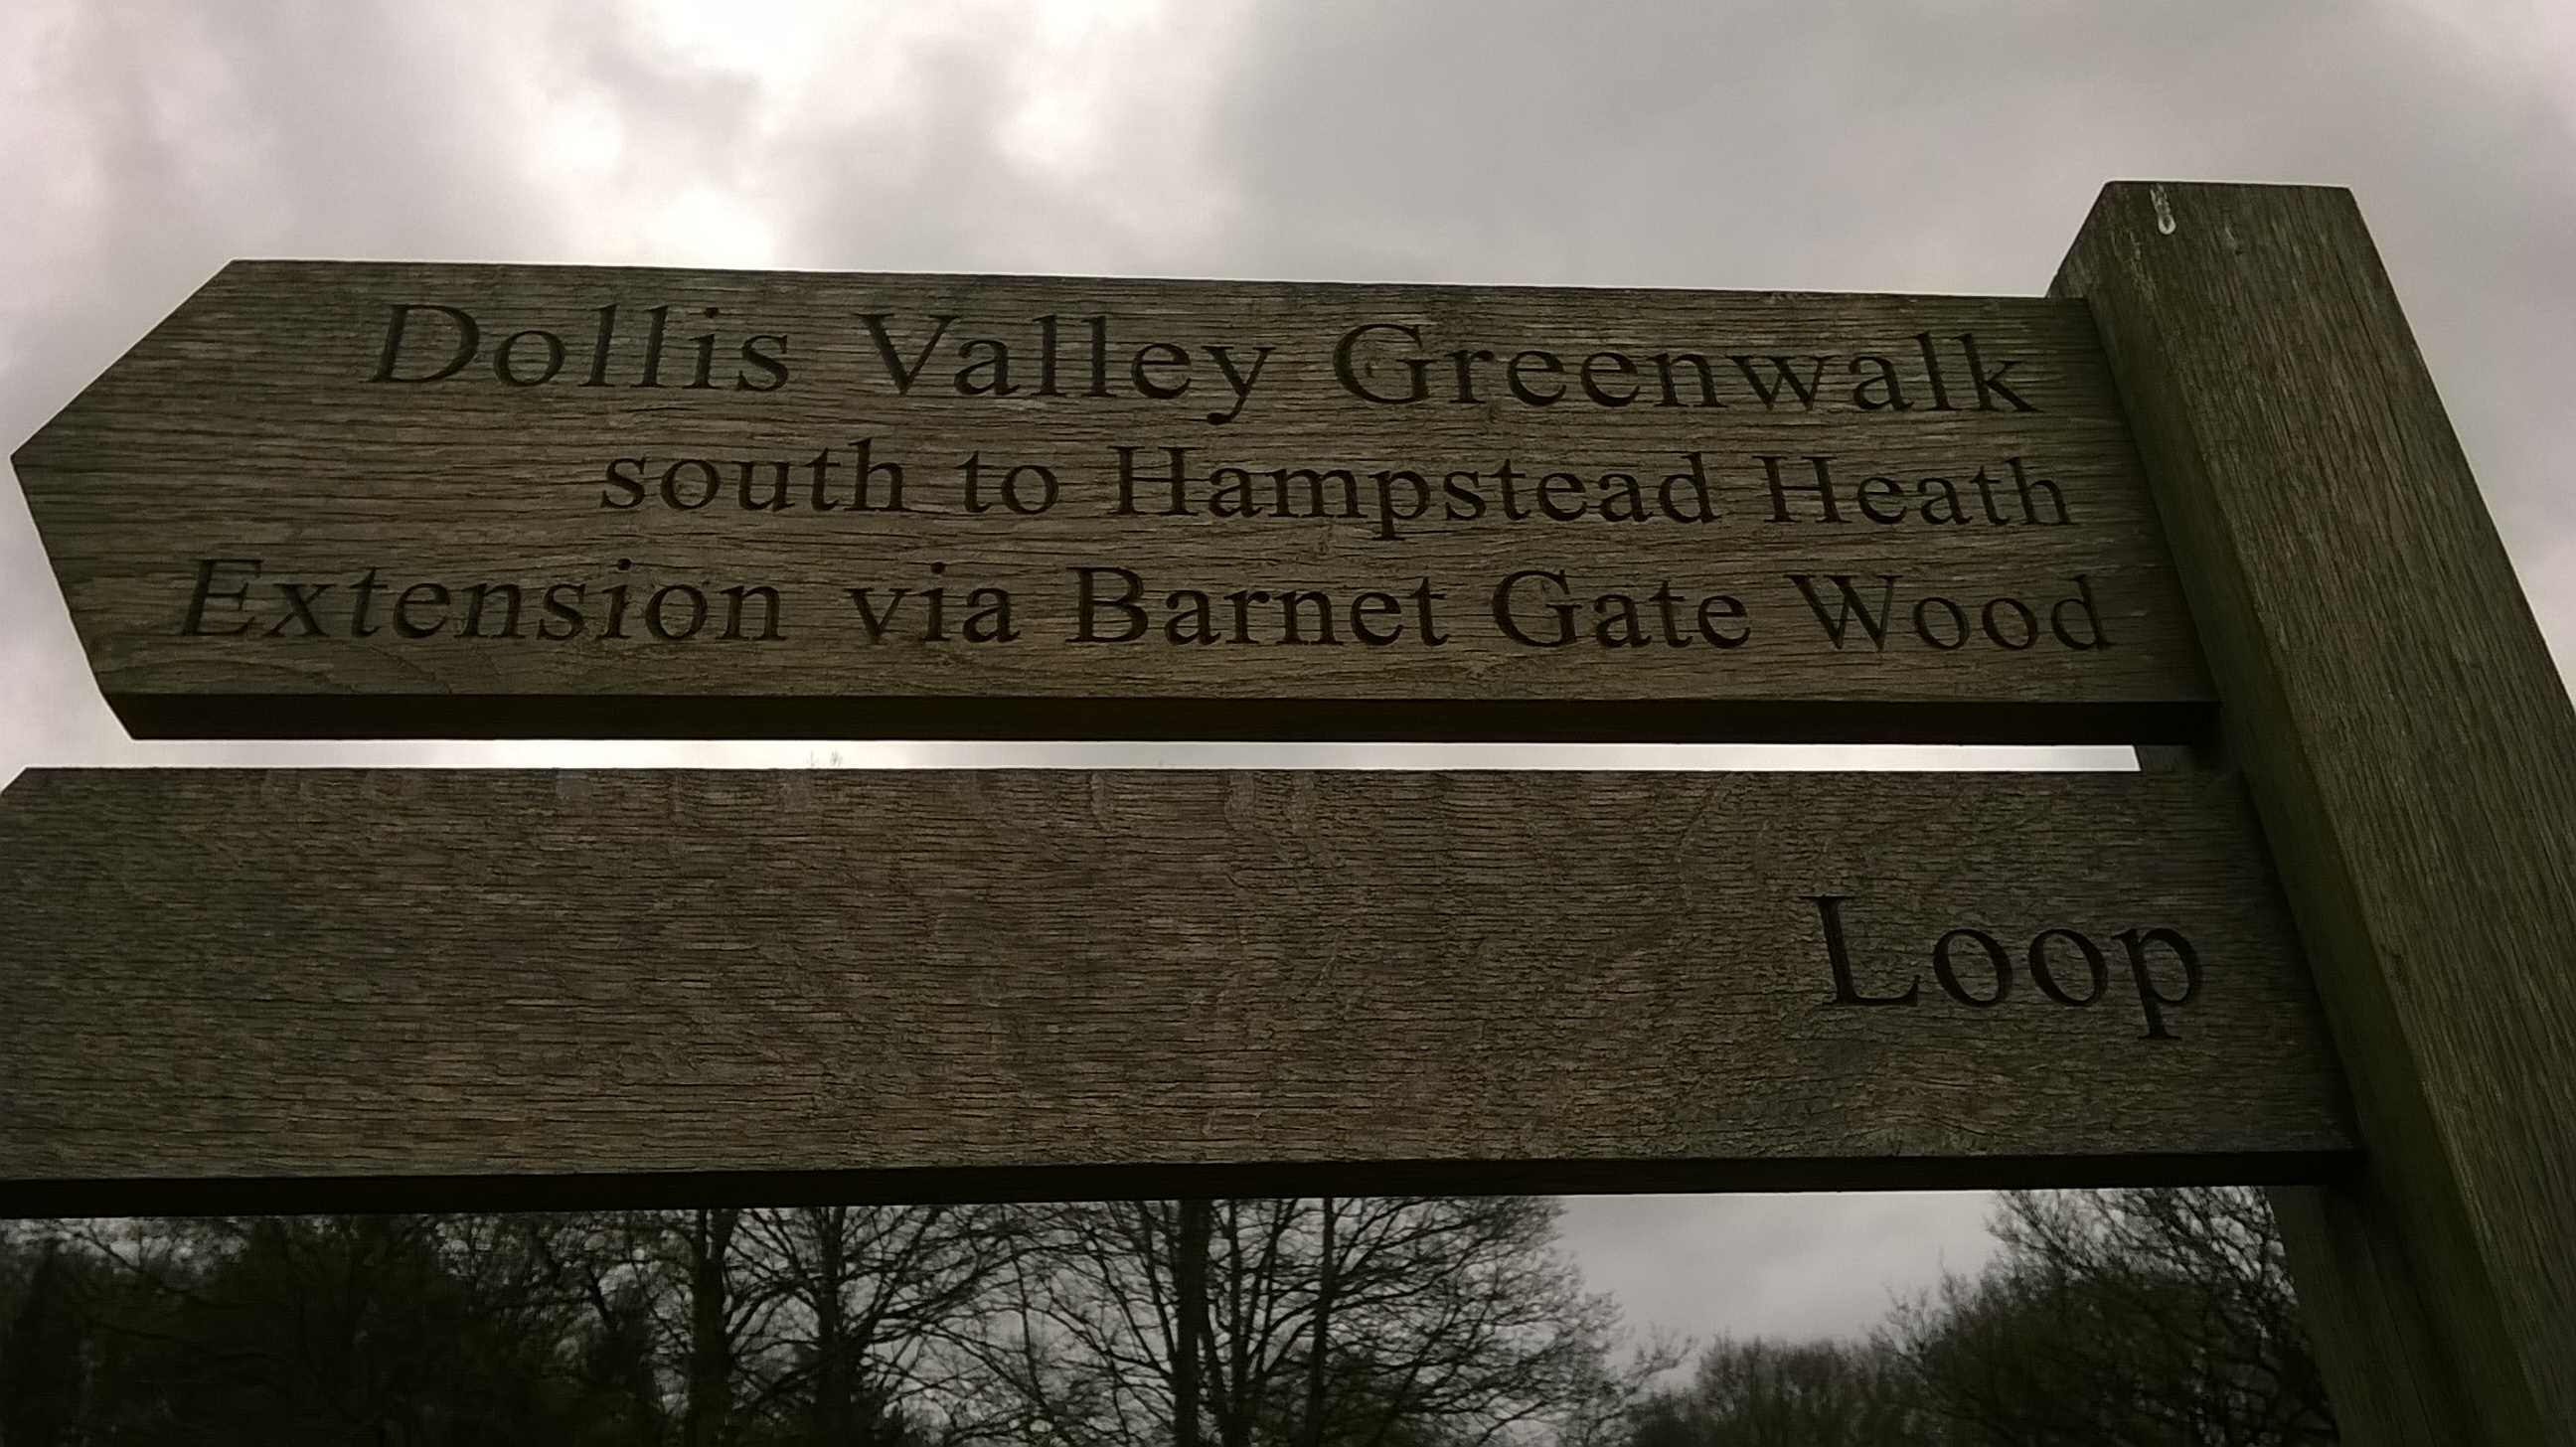 Dollis Valley Greenwalk
south to Hampstead Heath
Extension via Barnet Gate Wood
Loop